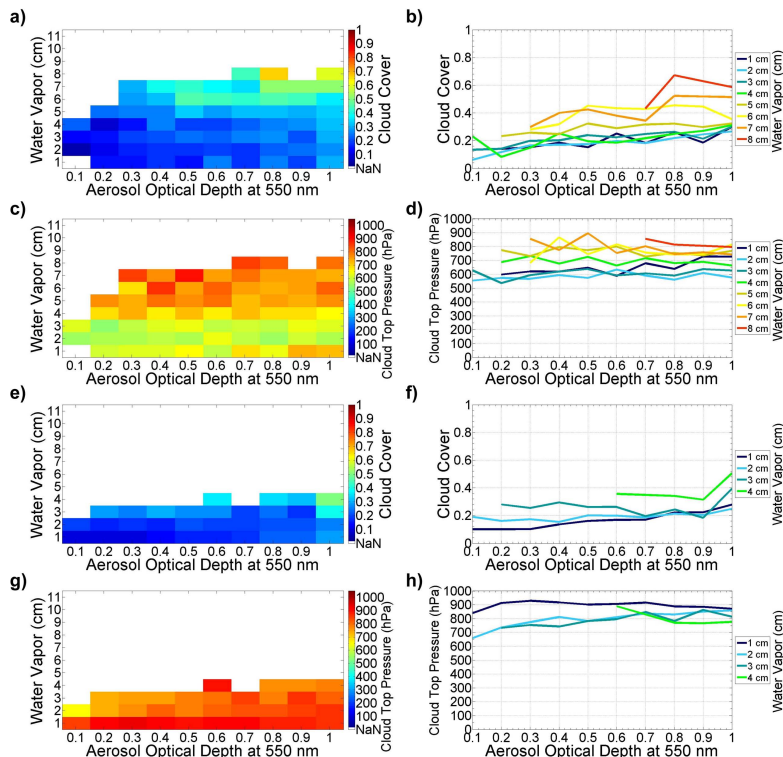 a)
11
10
9
8
7
6
5
4
3
2
1
Water Vapor (cm)
0.1 0.2 0.3 0.4 0.5 0.6 0.7 0.8 0.9 1
Aerosol Optical Depth at 550 nm
1
0.9
0.8
0.7
0.6
0.5
0.4
0.3
0.2
0.1
NaN
Cloud Cover
b)
1
0.8
0.6
0.4
0.2
0
Cloud Cover
0.1 0.2 0.3 0.4 0.5 0.6 0.7 0.8 0.9 1
Aerosol Optical Depth at 550 nm
1 cm
2 cm
3 cm
4 cm
5 cm
6 cm
7 cm
8 cm
Water Vapor (cm)
c)
11
10
9
8
7
6
5
4
3
2
1
Water Vapor (cm)
0.1 0.2 0.3 0.4 0.5 0.6 0.7 0.8 0.9 1
Aerosol Optical Depth at 550 nm
1000
900
800
700
600
500
400
300
200
100
NaN
Cloud Top Pressure (hPa)
d)
1000
900
800
700
600
500
400
300
200
100
0
Cloud Top Pressure (hPa)
0.1 0.2 0.3 0.4 0.5 0.6 0.7 0.8 0.9 1
Aerosol Optical Depth at 550 nm
1 cm
2 cm
3 cm
4 cm
5 cm
6 cm
7 cm
8 cm
Water Vapor (cm)
e)
11
10
9
8
7
6
5
4
3
2
1
Water Vapor (cm)
0.1 0.2 0.3 0.4 0.5 0.6 0.7 0.8 0.9 1
Aerosol Optical Depth at 550 nm
1
0.9
0.8
0.7
0.6
0.5
0.4
0.3
0.2
0.1
NaN
Cloud Cover
f)
1
0.8
0.6
0.4
0.2
0
Cloud Cover
0.1 0.2 0.3 0.4 0.5 0.6 0.7 0.8 0.9 1
Aerosol Optical Depth at 550 nm
1 cm
2 cm
3 cm
4 cm
Water Vapor (cm)
g)
11
10
9
8
7
6
5
4
3
2
1
Water Vapor (cm)
0.1 0.2 0.3 0.4 0.5 0.6 0.7 0.8 0.9 1
Aerosol Optical Depth at 550 nm
1000
900
800
700
600
500
400
300
200
100
NaN
Cloud Top Pressure (hPa)
h)
1000
900
800
700
600
500
400
300
200
100
0
Cloud Top Pressure (hPa)
0.1 0.2 0.3 0.4 0.5 0.6 0.7 0.8 0.9 1
Aerosol Optical Depth at 550 nm
1 cm
2 cm
3 cm
4 cm
Water Vapor (cm)